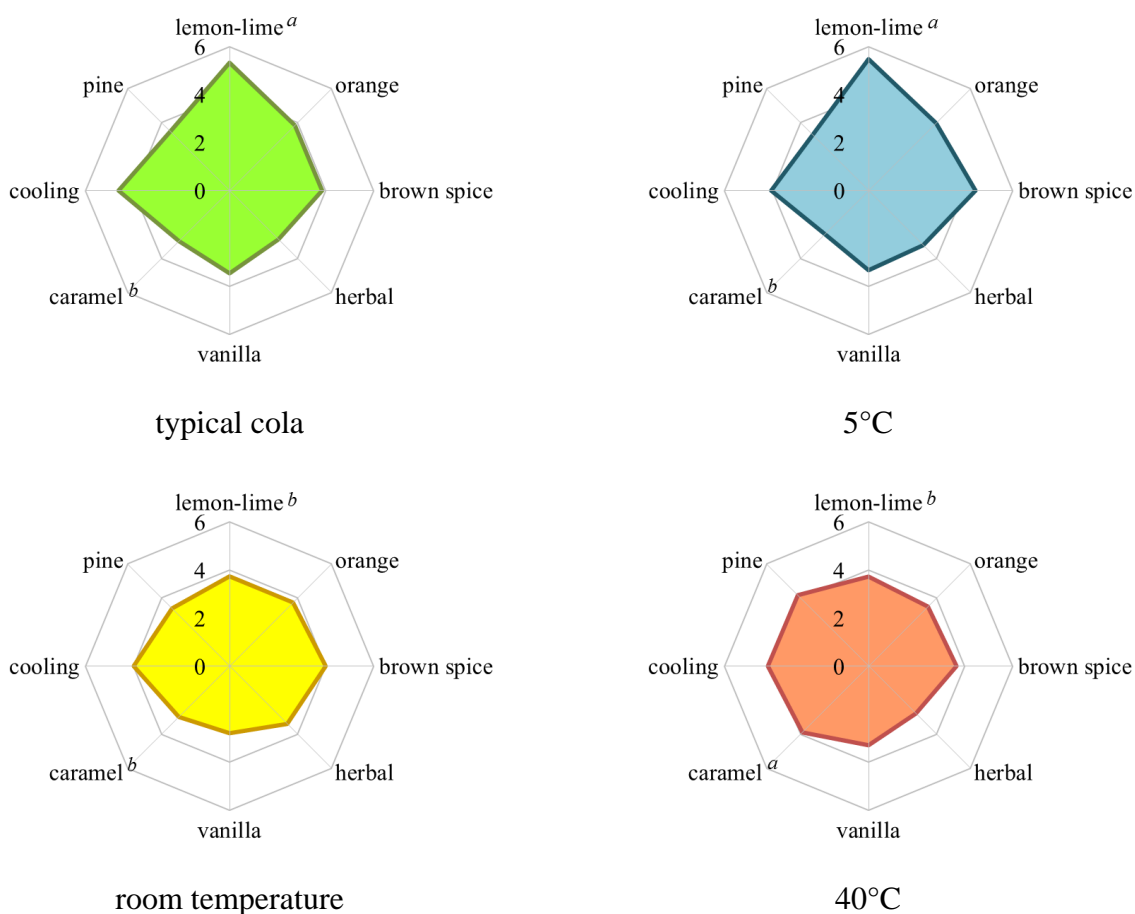 lemon-lime a
6
pine
orange
4
2
cooling
0
brown spice
caramel b
herbal
vanilla
typical cola
lemon-lime a
6
pine
orange
4
2
cooling
0
brown spice
caramel b
herbal
vanilla
5°C
lemon-lime b
6
pine
orange
4
2
cooling
0
brown spice
caramel b
herbal
vanilla
room temperature
lemon-lime b
6
pine
orange
4
2
cooling
0
brown spice
caramel a
herbal
vanilla
40°C